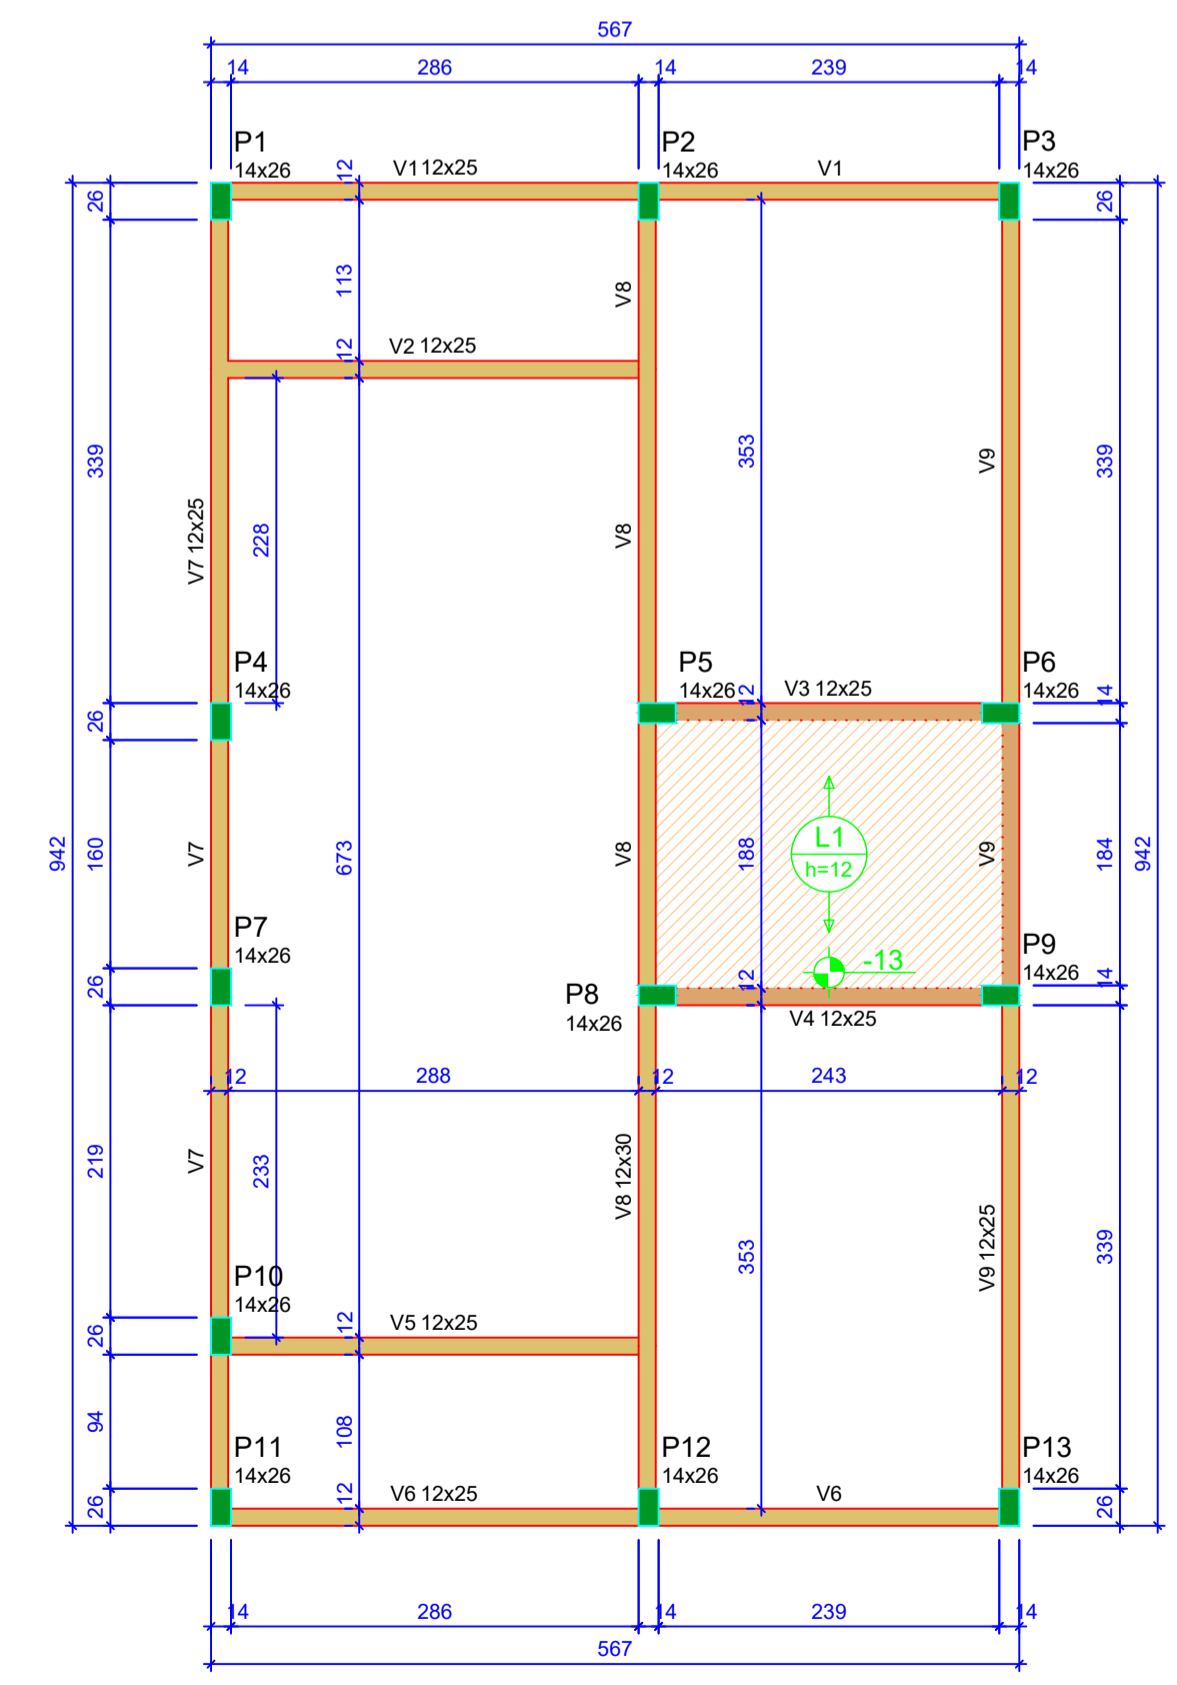 567
14 286 14 239 14
P1
14x26
V1 12x25
P2
14x26
V1
P3
14x26
12
26
26
113
V8
12
V2 12x25
339
V7 12x25
228
V8
353
V9
339
P4
14x26
P5
14x26
12
V3 12x25
P6
14x26
14
26
942
160
V7
673
V8
188
L1
h=12
V9
184
942
P7
14x26
26
P8
14x26
12
-13
P9
14x26
14
V4 12x25
12 288 12 243 12
219
V7
233
V8 12x30
353
V9 12x25
339
P10
14x26
26
12
V5 12x25
94
108
P11
14x26
P12
14x26
P13
14x26
26
12
V6 12x25
V6
26
14 286 14 239 14
567